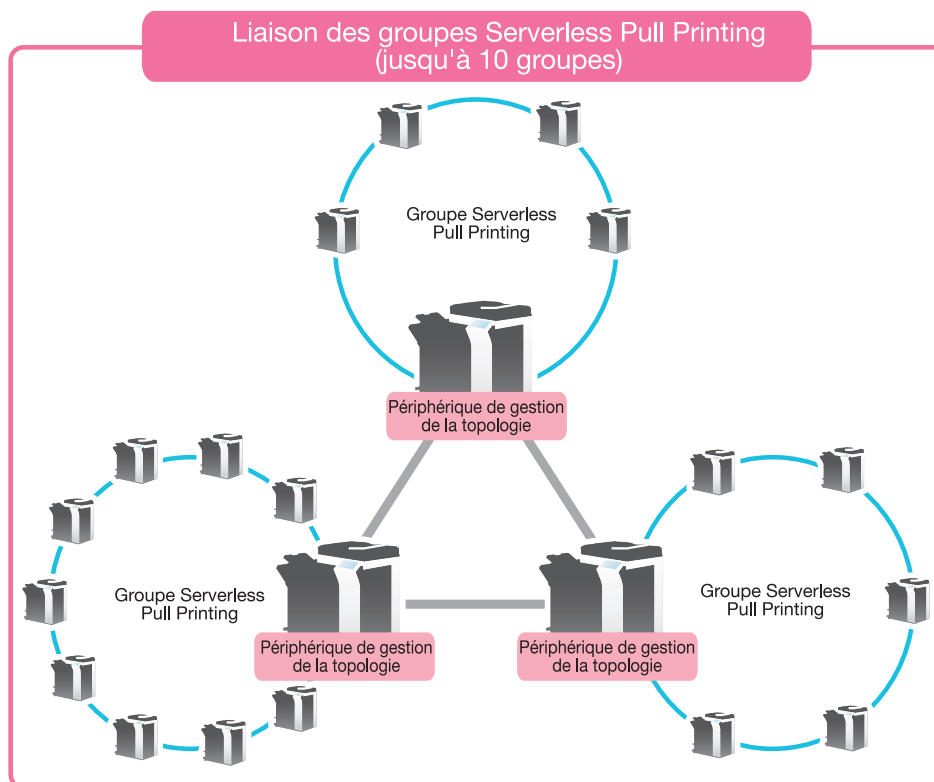 Liaison des groupes Serverless Pull Printing
(jusqu'à 10 groupes)
Groupe Serverless
Pull Printing
Périphérique de gestion
de la topologie
Groupe Serverless
Pull Printing
Périphérique de gestion
de la topologie
Groupe Serverless
Pull Printing
Périphérique de gestion
de la topologie